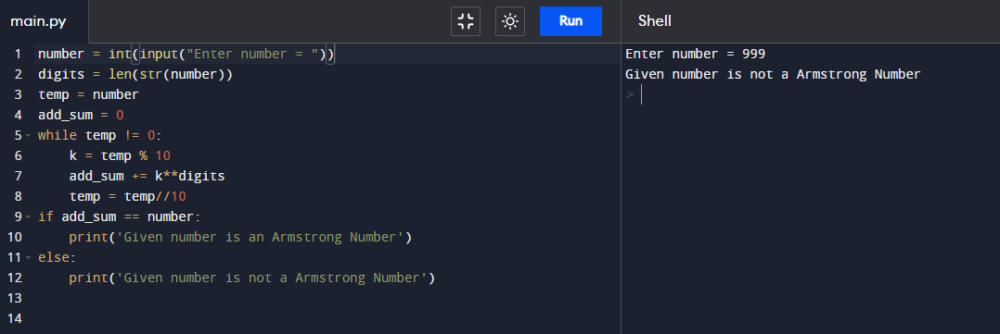 main.py
Run
Shell
1 number = int(input("Enter number = "))
2 digits = len(str(number))
3 temp = number
4 add_sum = 0
5 while temp != 0:
6     k = temp % 10
7     add_sum += k**digits
8     temp = temp//10
9 if add_sum == number:
10     print('Given number is an Armstrong Number')
11 else:
12     print('Given number is not a Armstrong Number')
13
14
Enter number = 999
Given number is not a Armstrong Number
>